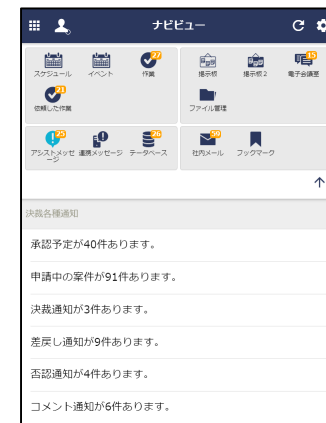 ナビビュー
27
15
スケジュール
イベント
作業
掲示板
掲示板2
電子会議室
21
依頼した作業
ファイル管理
25
26
59
アシストメッセージ
連携メッセージ
データベース
社内メール
ブックマーク
決裁各種通知
承認予定が40件あります。
申請中の案件が91件あります。
決裁通知が3件あります。
差戻し通知が9件あります。
否認通知が4件あります。
コメント通知が6件あります。